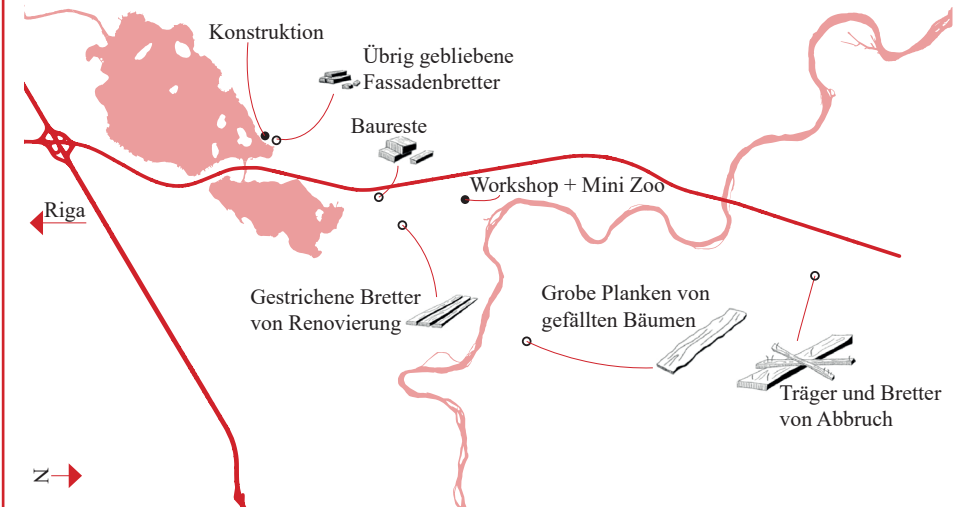 Konstruktion
Übrig gebliebene
Fassadenbretter
Baureste
Workshop + Mini Zoo
Riga
Gestrichene Bretter
von Renovierung
Grobe Planken von
gefällten Bäumen
Träger und Bretter
von Abbruch
N